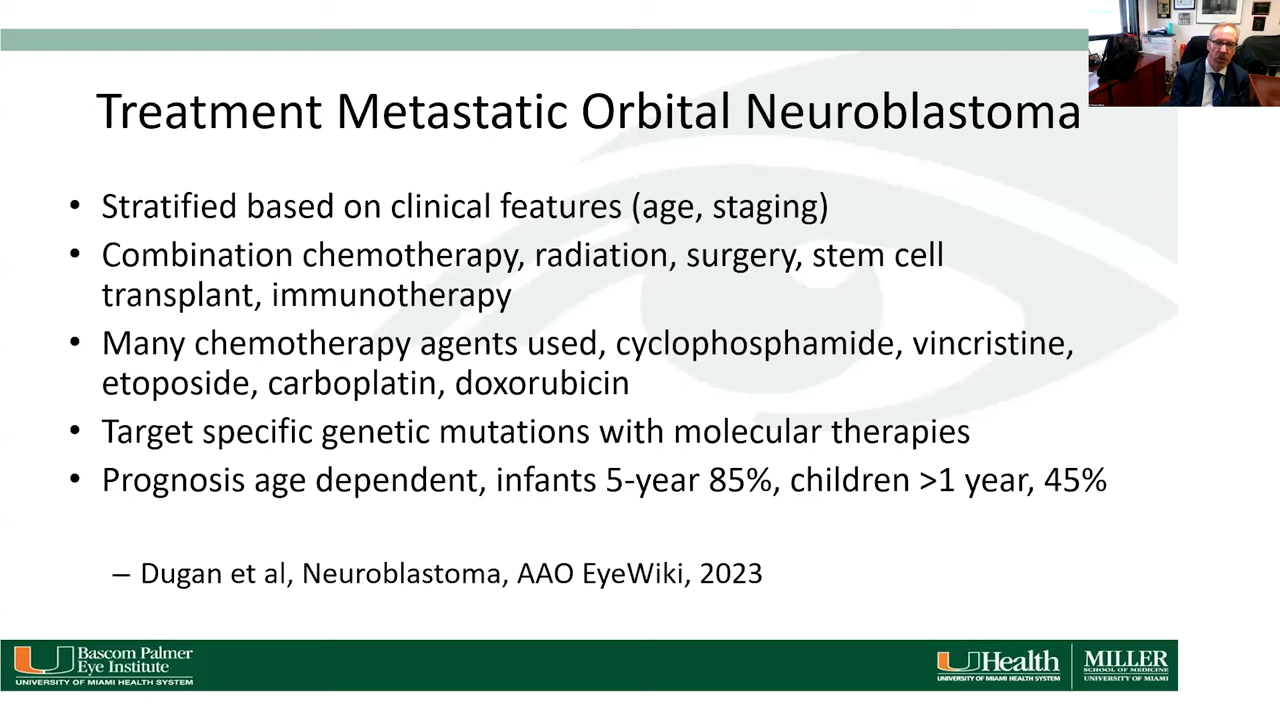 Treatment Metastatic Orbital Neuroblastoma
• Stratified based on clinical features (age, staging)
• Combination chemotherapy, radiation, surgery, stem cell
transplant, immunotherapy
• Many chemotherapy agents used, cyclophosphamide, vincristine,
etoposide, carboplatin, doxorubicin
• Target specific genetic mutations with molecular therapies
• Prognosis age dependent, infants 5-year 85%, children >1 year, 45%
– Dugan et al, Neuroblastoma, AAO EyeWiki, 2023
Bascom Palmer
Eye Institute
UNIVERSITY OF MIAMI HEALTH SYSTEM
UHealth
UNIVERSITY OF MIAMI HEALTH SYSTEM
MILLER
SCHOOL OF MEDICINE
UNIVERSITY OF MIAMI